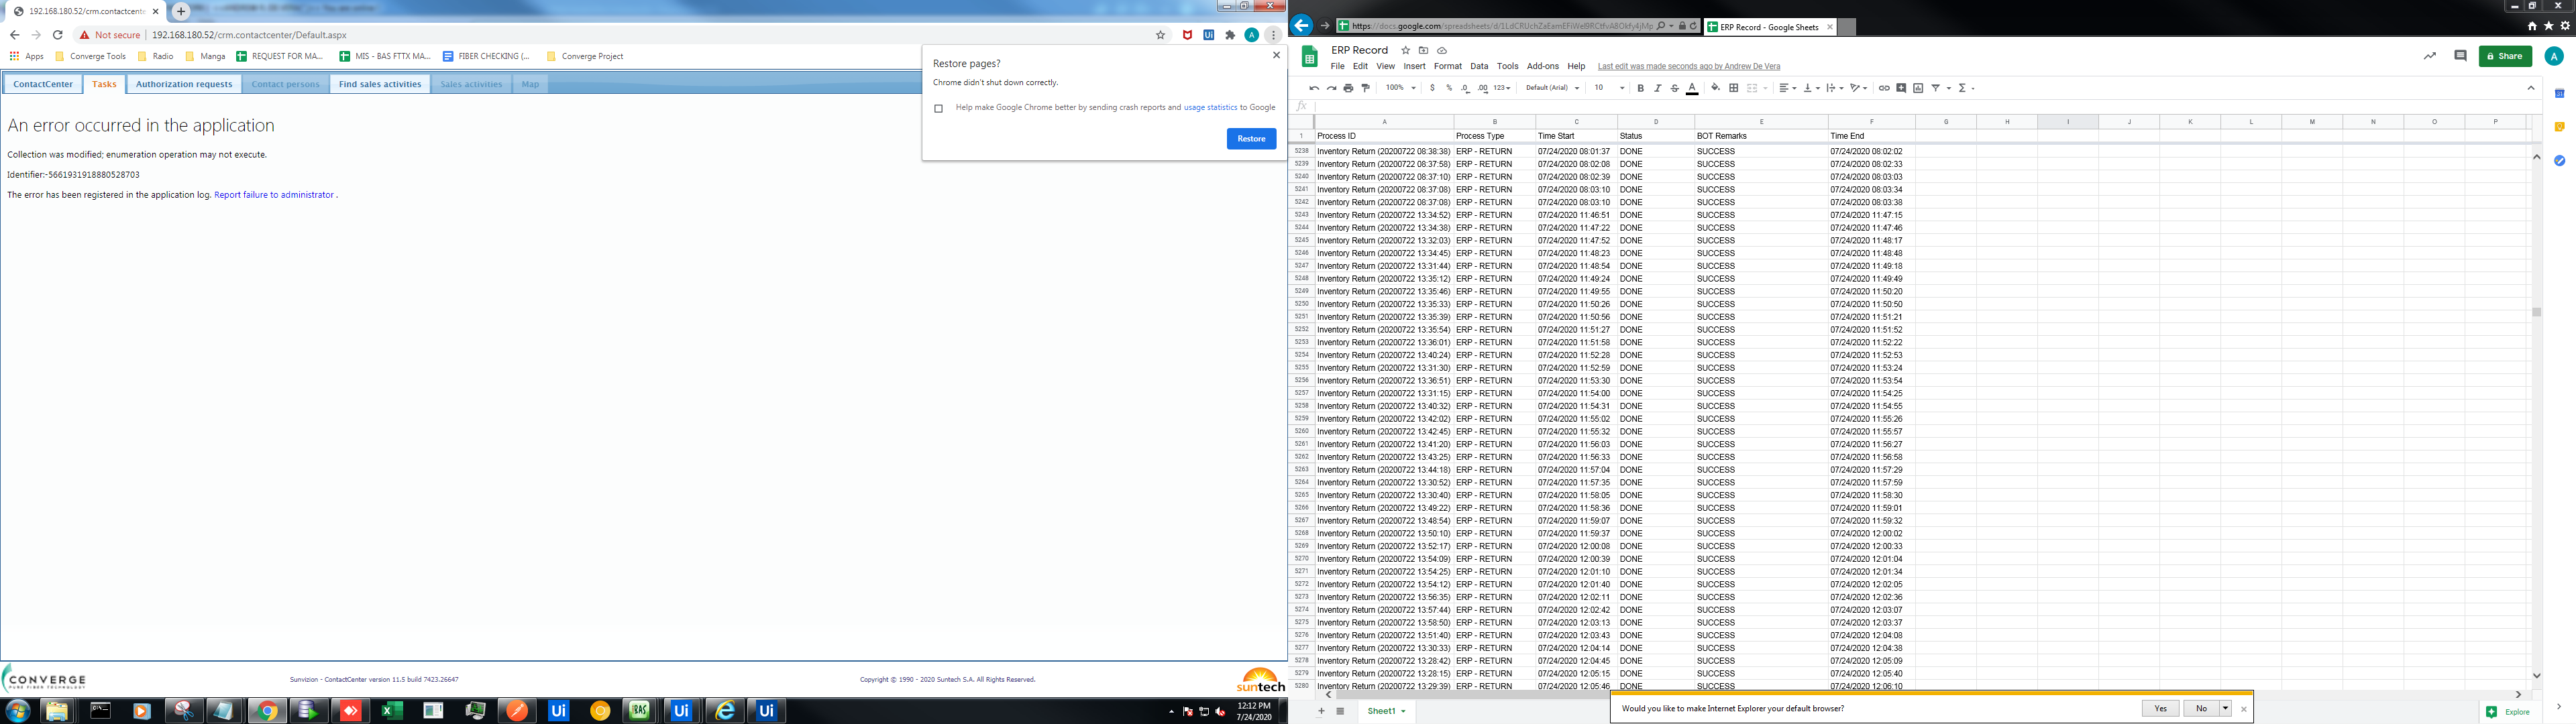 192.168.180.52/crm.contactcente
Not secure
192.168.180.52/crm.contactcenter/Default.aspx
Apps
Converge Tools
Radio
Manga
REQUEST FOR MA...
MIS - BAS FTTX MA...
FIBER CHECKING (...
Converge Project
ContactCenter
Tasks
Authorization requests
Contact persons
Find sales activities
Sales activities
Map
An error occurred in the application
Collection was modified; enumeration operation may not execute.
Identifier:-5661931918880528703
The error has been registered in the application log. Report failure to administrator .
Restore pages?
Chrome didn't shut down correctly.
Help make Google Chrome better by sending crash reports and usage statistics to Google
Restore
CONVERGE
PURE FIBER TECHNOLOGY
Sunvizion - ContactCenter version 11.5 build 7423.26647
Copyright © 1990 - 2020 Suntech S.A. All Rights Reserved.
suntech
12:12 PM
7/24/2020
ERP Record - Google Sheets
ERP Record
File Edit View Insert Format Data Tools Add-ons Help
Last edit was made seconds ago by Andrew De Vera
Share
A
100%
$ % .0 .00 123
Default (Arial)
10
B I S A
fx
A B C D E F G H I J K L M N O P
1 Process ID Process Type Time Start Status BOT Remarks Time End
5238 Inventory Return (20200722 08:38:38) ERP - RETURN 07/24/2020 08:01:37 DONE SUCCESS 07/24/2020 08:02:02
5239 Inventory Return (20200722 08:37:58) ERP - RETURN 07/24/2020 08:02:08 DONE SUCCESS 07/24/2020 08:02:33
5240 Inventory Return (20200722 08:37:10) ERP - RETURN 07/24/2020 08:02:39 DONE SUCCESS 07/24/2020 08:03:03
5241 Inventory Return (20200722 08:37:08) ERP - RETURN 07/24/2020 08:03:10 DONE SUCCESS 07/24/2020 08:03:34
5242 Inventory Return (20200722 08:37:08) ERP - RETURN 07/24/2020 08:03:10 DONE SUCCESS 07/24/2020 08:03:38
5243 Inventory Return (20200722 13:34:52) ERP - RETURN 07/24/2020 11:46:51 DONE SUCCESS 07/24/2020 11:47:15
5244 Inventory Return (20200722 13:34:38) ERP - RETURN 07/24/2020 11:47:22 DONE SUCCESS 07/24/2020 11:47:46
5245 Inventory Return (20200722 13:32:03) ERP - RETURN 07/24/2020 11:47:52 DONE SUCCESS 07/24/2020 11:48:17
5246 Inventory Return (20200722 13:34:45) ERP - RETURN 07/24/2020 11:48:23 DONE SUCCESS 07/24/2020 11:48:48
5247 Inventory Return (20200722 13:31:44) ERP - RETURN 07/24/2020 11:48:54 DONE SUCCESS 07/24/2020 11:49:18
5248 Inventory Return (20200722 13:35:12) ERP - RETURN 07/24/2020 11:49:24 DONE SUCCESS 07/24/2020 11:49:49
5249 Inventory Return (20200722 13:35:46) ERP - RETURN 07/24/2020 11:49:55 DONE SUCCESS 07/24/2020 11:50:20
5250 Inventory Return (20200722 13:35:33) ERP - RETURN 07/24/2020 11:50:26 DONE SUCCESS 07/24/2020 11:50:50
5251 Inventory Return (20200722 13:35:39) ERP - RETURN 07/24/2020 11:50:56 DONE SUCCESS 07/24/2020 11:51:21
5252 Inventory Return (20200722 13:35:54) ERP - RETURN 07/24/2020 11:51:27 DONE SUCCESS 07/24/2020 11:51:52
5253 Inventory Return (20200722 13:36:01) ERP - RETURN 07/24/2020 11:51:58 DONE SUCCESS 07/24/2020 11:52:22
5254 Inventory Return (20200722 13:40:24) ERP - RETURN 07/24/2020 11:52:28 DONE SUCCESS 07/24/2020 11:52:53
5255 Inventory Return (20200722 13:31:30) ERP - RETURN 07/24/2020 11:52:59 DONE SUCCESS 07/24/2020 11:53:24
5256 Inventory Return (20200722 13:36:51) ERP - RETURN 07/24/2020 11:53:30 DONE SUCCESS 07/24/2020 11:53:54
5257 Inventory Return (20200722 13:31:15) ERP - RETURN 07/24/2020 11:54:00 DONE SUCCESS 07/24/2020 11:54:25
5258 Inventory Return (20200722 13:40:32) ERP - RETURN 07/24/2020 11:54:31 DONE SUCCESS 07/24/2020 11:54:55
5259 Inventory Return (20200722 13:42:02) ERP - RETURN 07/24/2020 11:55:02 DONE SUCCESS 07/24/2020 11:55:26
5260 Inventory Return (20200722 13:42:45) ERP - RETURN 07/24/2020 11:55:32 DONE SUCCESS 07/24/2020 11:55:57
5261 Inventory Return (20200722 13:41:20) ERP - RETURN 07/24/2020 11:56:03 DONE SUCCESS 07/24/2020 11:56:27
5262 Inventory Return (20200722 13:43:25) ERP - RETURN 07/24/2020 11:56:33 DONE SUCCESS 07/24/2020 11:56:58
5263 Inventory Return (20200722 13:44:18) ERP - RETURN 07/24/2020 11:57:04 DONE SUCCESS 07/24/2020 11:57:29
5264 Inventory Return (20200722 13:30:52) ERP - RETURN 07/24/2020 11:57:35 DONE SUCCESS 07/24/2020 11:57:59
5265 Inventory Return (20200722 13:30:40) ERP - RETURN 07/24/2020 11:58:05 DONE SUCCESS 07/24/2020 11:58:30
5266 Inventory Return (20200722 13:49:22) ERP - RETURN 07/24/2020 11:58:36 DONE SUCCESS 07/24/2020 11:59:01
5267 Inventory Return (20200722 13:48:54) ERP - RETURN 07/24/2020 11:59:07 DONE SUCCESS 07/24/2020 11:59:32
5268 Inventory Return (20200722 13:50:10) ERP - RETURN 07/24/2020 11:59:37 DONE SUCCESS 07/24/2020 12:00:02
5269 Inventory Return (20200722 13:52:17) ERP - RETURN 07/24/2020 12:00:08 DONE SUCCESS 07/24/2020 12:00:33
5270 Inventory Return (20200722 13:54:09) ERP - RETURN 07/24/2020 12:00:39 DONE SUCCESS 07/24/2020 12:01:04
5271 Inventory Return (20200722 13:54:25) ERP - RETURN 07/24/2020 12:01:10 DONE SUCCESS 07/24/2020 12:01:34
5272 Inventory Return (20200722 13:54:12) ERP - RETURN 07/24/2020 12:01:40 DONE SUCCESS 07/24/2020 12:02:05
5273 Inventory Return (20200722 13:56:35) ERP - RETURN 07/24/2020 12:02:11 DONE SUCCESS 07/24/2020 12:02:36
5274 Inventory Return (20200722 13:57:44) ERP - RETURN 07/24/2020 12:02:42 DONE SUCCESS 07/24/2020 12:03:07
5275 Inventory Return (20200722 13:58:50) ERP - RETURN 07/24/2020 12:03:13 DONE SUCCESS 07/24/2020 12:03:37
5276 Inventory Return (20200722 13:51:40) ERP - RETURN 07/24/2020 12:03:43 DONE SUCCESS 07/24/2020 12:04:08
5277 Inventory Return (20200722 13:30:33) ERP - RETURN 07/24/2020 12:04:14 DONE SUCCESS 07/24/2020 12:04:38
5278 Inventory Return (20200722 13:28:42) ERP - RETURN 07/24/2020 12:04:45 DONE SUCCESS 07/24/2020 12:05:09
5279 Inventory Return (20200722 13:28:15) ERP - RETURN 07/24/2020 12:05:15 DONE SUCCESS 07/24/2020 12:05:40
5280 Inventory Return (20200722 13:29:39) ERP - RETURN 07/24/2020 12:05:46 DONE SUCCESS 07/24/2020 12:06:10
Sheet1
Would you like to make Internet Explorer your default browser?
Yes
No
Explore